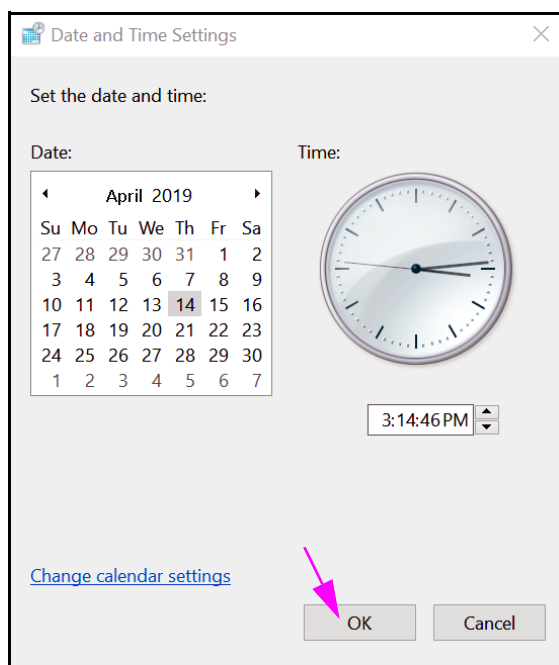 Date and Time Settings
Set the date and time:
Date:
Time:
April 2019
Su Mo Tu We Th Fr Sa
27 28 29 30 31 1 2
3 4 5 6 7 8 9
10 11 12 13 14 15 16
17 18 19 20 21 22 23
24 25 26 27 28 29 30
1 2 3 4 5 6 7
3:14:46 PM
Change calendar settings
OK
Cancel